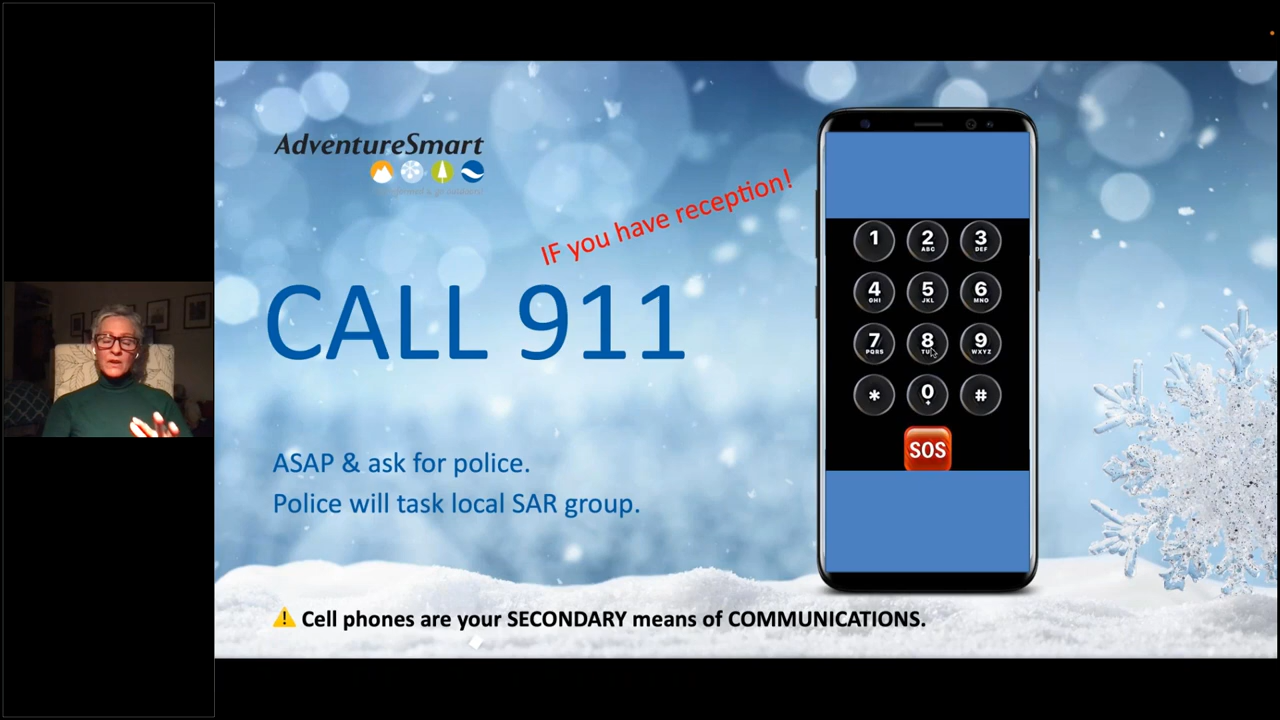 AdventureSmart
IF you have reception!
CALL 911
ASAP & ask for police.
Police will task local SAR group.
Cell phones are your SECONDARY means of COMMUNICATIONS.
1
2
ABC
3
DEF
4
GHI
5
JKL
6
MNO
7
PQRS
8
9
WXYZ
*
0
+
#
SOS